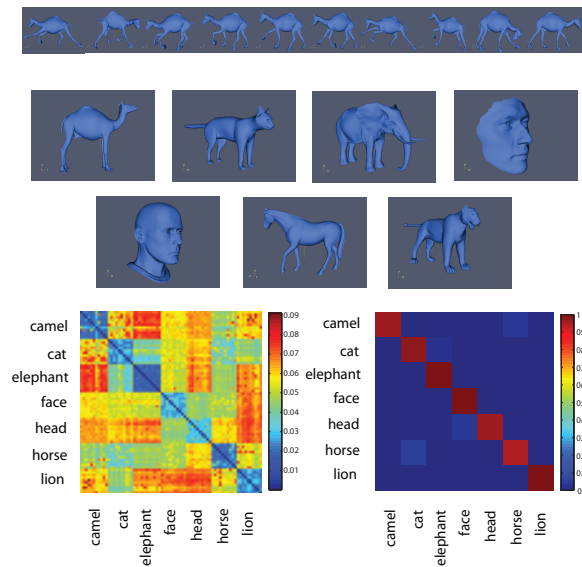 camel
cat
elephant
face
head
horse
lion
0.09
0.08
0.07
0.06
0.05
0.04
0.03
0.02
0.01
camel
cat
elephant
face
head
horse
lion
camel
cat
elephant
face
head
horse
lion
1
0
camel
cat
elephant
face
head
horse
lion